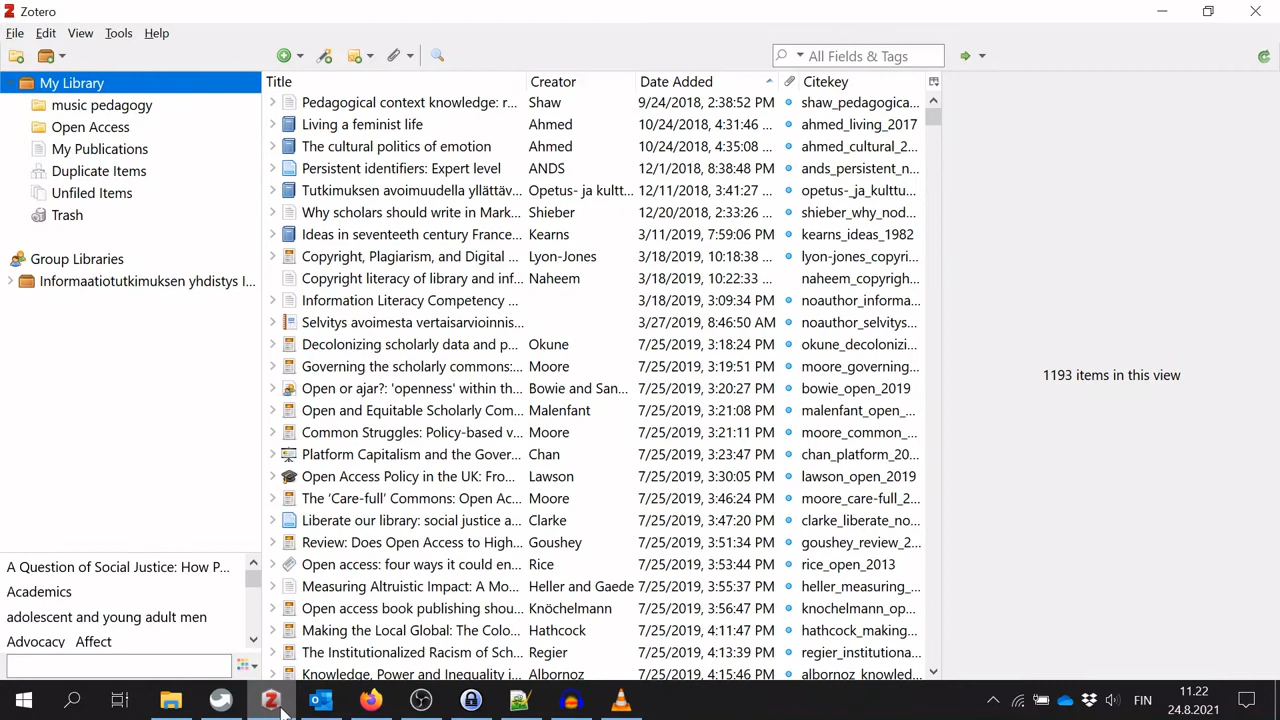 Zotero
File Edit View Tools Help
All Fields & Tags
My Library
music pedagogy
Open Access
My Publications
Duplicate Items
Unfiled Items
Trash
Group Libraries
Informaatiotutkimuksen yhdistys I...
A Question of Social Justice: How P...
Academics
adolescent and young adult men
Advocacy Affect
Title Creator Date Added Citekey
Pedagogical context knowledge: r... Shaw 9/24/2018, 2:38:52 PM shaw_pedagogica...
Living a feminist life Ahmed 10/24/2018, 4:31:46 ... ahmed_living_2017
The cultural politics of emotion Ahmed 10/24/2018, 4:35:08 ... ahmed_cultural_2...
Persistent identifiers: Expert level ANDS 12/1/2018, 8:38:48 PM ands_persistent_n...
Tutkimuksen avoimuudella yllättäv... Opetus- ja kultt... 12/11/2018, 3:41:27 ... opetus-_ja_kulttu...
Why scholars should write in Mark... Shieber 12/20/2018, 2:33:26 ... shieber_why_nod...
Ideas in seventeeth century France... Kearns 3/11/2019, 7:59:06 PM kearns_ideas_1982
Copyright, Plagiarism, and Digital ... Lyon-Jones 3/18/2019, 10:18:38 ... lyon-jones_copyri...
Copyright literacy of library and inf... Naseem 3/18/2019, 10:22:33 ... naheem_copyrigh...
Information Literacy Competency ... 3/18/2019, 3:09:34 PM noauthor_informa...
Selvitys avoimesta vertaisarvioinnis... 3/27/2019, 8:46:50 AM noauthor_selvitys...
Decolonizing scholarly data and p... Okune 7/25/2019, 3:18:24 PM okune_decolonizi...
Governing the scholarly commons:... Moore 7/25/2019, 3:19:51 PM moore_governing...
Open or ajar?: 'openness' within th... Bowie and San... 7/25/2019, 3:20:27 PM bowie_open_2019
Open and Equitable Scholarly Com... Malenfant 7/25/2019, 3:21:08 PM malenfant_open_...
Common Struggles: Policy-based v... Moore 7/25/2019, 3:21:11 PM moore_common_...
Platform Capitalism and the Gover... Chan 7/25/2019, 3:23:47 PM chan_platform_20...
Open Access Policy in the UK: Fro... Lawson 7/25/2019, 3:30:05 PM lawson_open_2019
The ‘Care-full’ Commons:Open Ac... Moore 7/25/2019, 3:46:24 PM moore_care-full_2...
Liberate our library: social justice a... Clarke 7/25/2019, 3:47:20 PM clarke_liberate_no...
Review: Does Open Access to High... Goushey 7/25/2019, 3:51:34 PM goushey_review_2...
Open access: four ways it could en... Rice 7/25/2019, 3:53:44 PM rice_open_2013
Measuring Altruistic Impact: A Mo... Heller and Gaede 7/25/2019, 3:55:37 PM heller_measuring_...
Open access book publishing shou... Knöchelmann 7/25/2019, 3:56:47 PM knochelmann_op...
Making the Local Global: The Colo... Hathcock 7/25/2019, 4:11:47 PM hathcock_making...
The Institutionalized Racism of Sch... Regier 7/25/2019, 4:13:39 PM regier_institutiona...
Knowledge, Power and Unequality ... Albornoz 7/25/2019, 4:15:46 PM albornoz_knowled...
1193 items in this view
FIN
11.22
24.8.2021